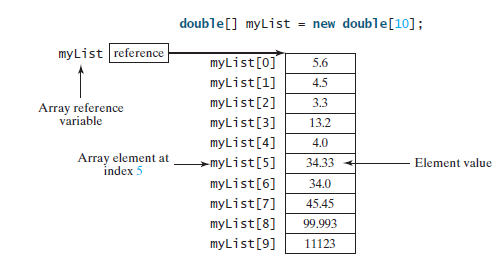 double[] myList = new double[10];
myList reference
myList[0] 5.6
myList[1] 4.5
myList[2] 3.3
Array reference
variable
myList[3] 13.2
myList[4] 4.0
Array element at
index 5
myList[5] 34.33 Element value
myList[6] 34.0
myList[7] 45.45
myList[8] 99.993
myList[9] 11123